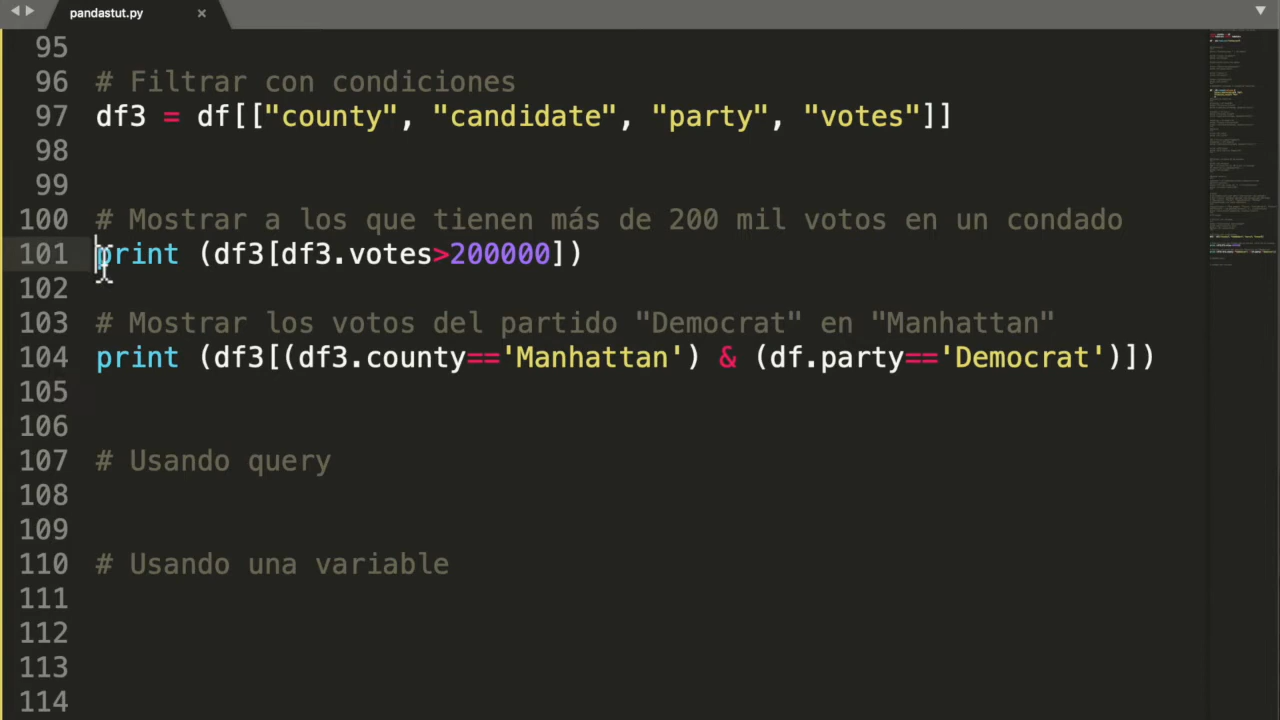 pandastut.py
95
96 # Filtrar con condiciones
97 df3 = df[["county", "candidate", "party", "votes"]]
98
99
100 # Mostrar a los que tienen más de 200 mil votos en un condado
101 print (df3[df3.votes>200000])
102
103 # Mostrar los votos del partido "Democrat" en "Manhattan"
104 print (df3[(df3.county=='Manhattan') & (df.party=='Democrat')])
105
106
107 # Usando query
108
109
110 # Usando una variable
111
112
113
114